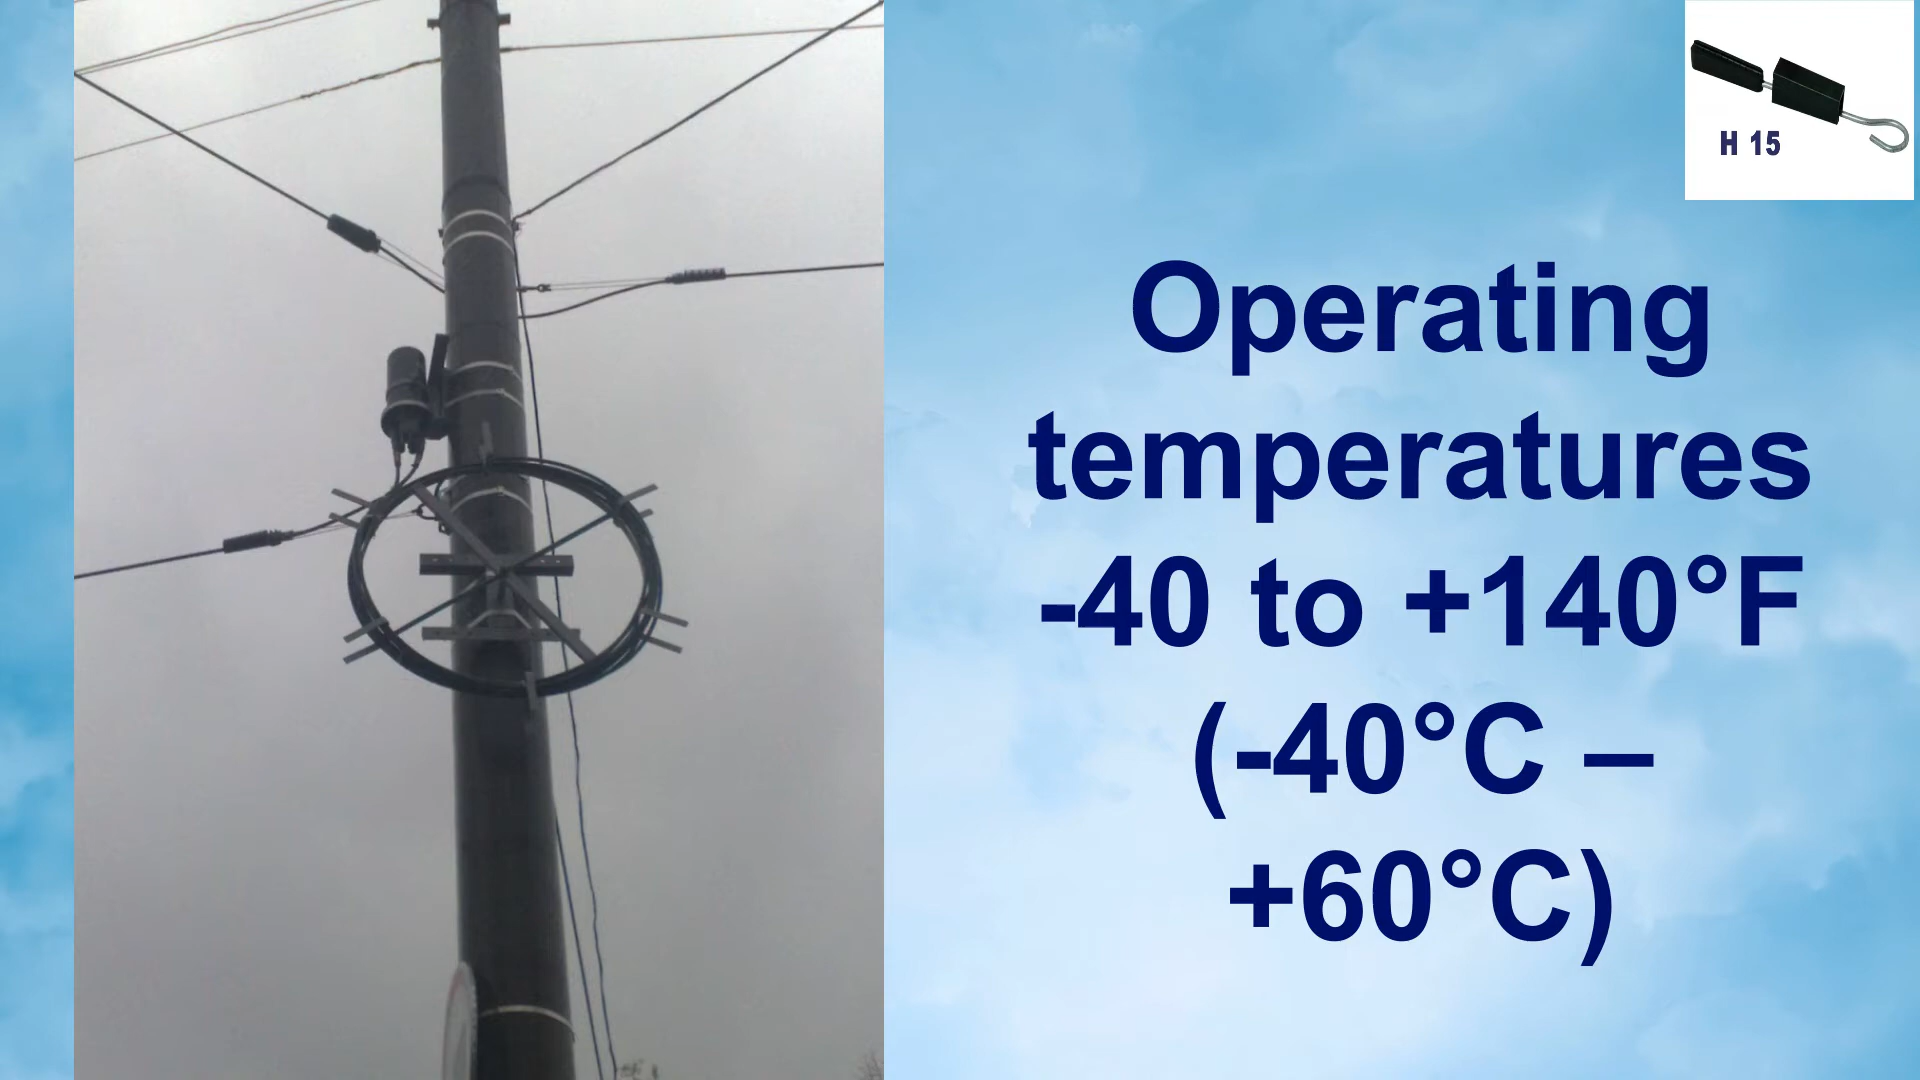 H 15
Operating
temperatures
-40 to +140°F
(-40°C –
+60°C)